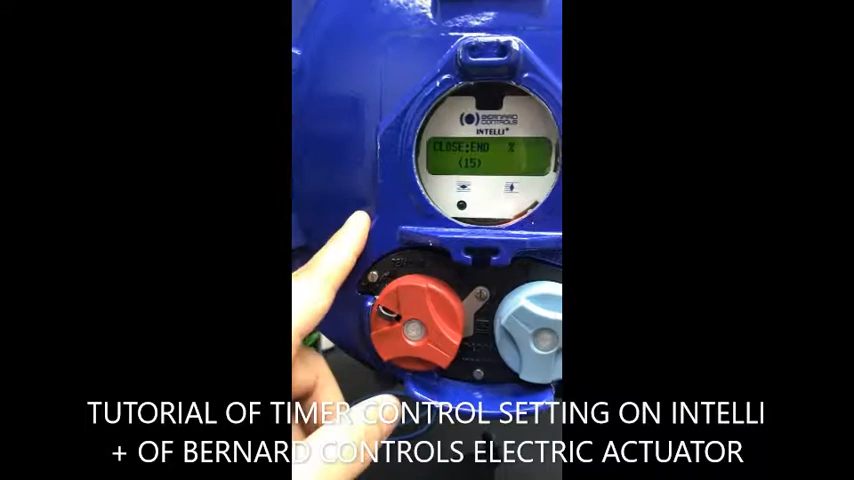 BERNARD
CONTROLS
INTELLI+
CLOSE:END %
(15)
TUTORIAL OF TIMER CONTROL SETTING ON INTELLI
+ OF BERNARD CONTROLS ELECTRIC ACTUATOR